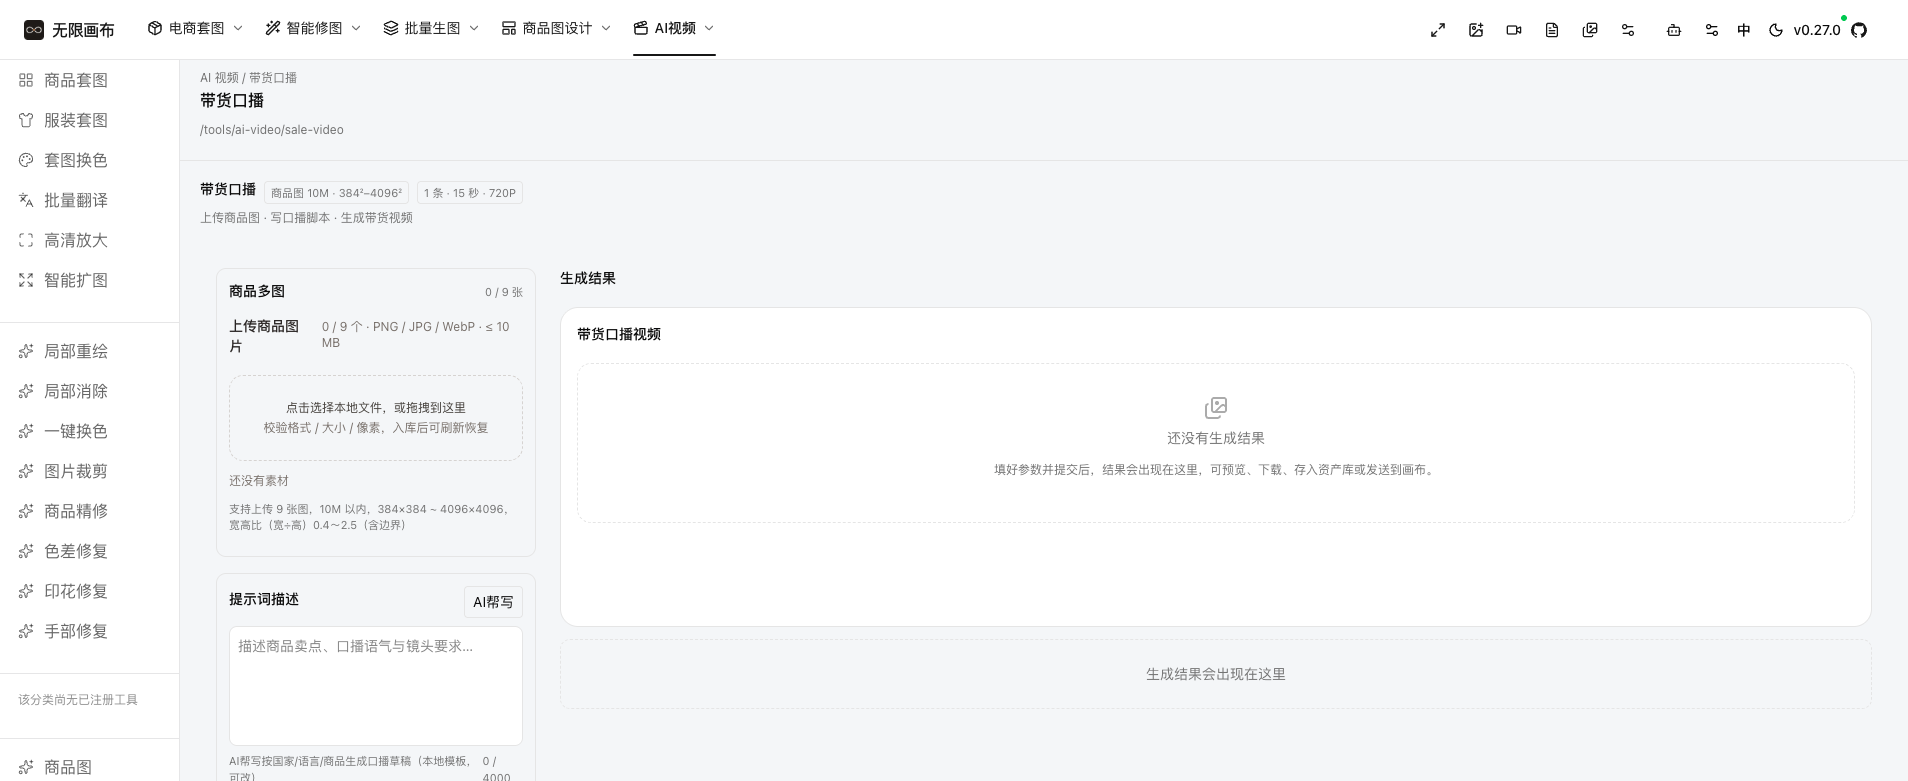 无限画布
电商套图
智能修图
批量生图
商品图设计
AI视频
中
v0.27.0
商品套图
服装套图
套图换色
批量翻译
高清放大
智能扩图
局部重绘
局部消除
一键换色
图片裁剪
商品精修
色差修复
印花修复
手部修复
该分类尚无已注册工具
商品图
AI 视频 / 带货口播
带货口播
/tools/ai-video/sale-video
带货口播
商品图 10M · 384²–4096²
1 条 · 15 秒 · 720P
上传商品图 · 写口播脚本 · 生成带货视频
商品多图
0 / 9 张
上传商品图
片
0 / 9 个 · PNG / JPG / WebP · ≤ 10
MB
点击选择本地文件，或拖拽到这里
校验格式 / 大小 / 像素，入库后可刷新恢复
还没有素材
支持上传 9 张图，10M 以内，384×384 ~ 4096×4096，
宽高比（宽÷高）0.4～2.5（含边界）
提示词描述
AI帮写
描述商品卖点、口播语气与镜头要求...
AI帮写按国家/语言/商品生成口播草稿（本地模板，
可改）
0 /
4000
生成结果
带货口播视频
还没有生成结果
填好参数并提交后，结果会出现在这里，可预览、下载、存入资产库或发送到画布。
生成结果会出现在这里